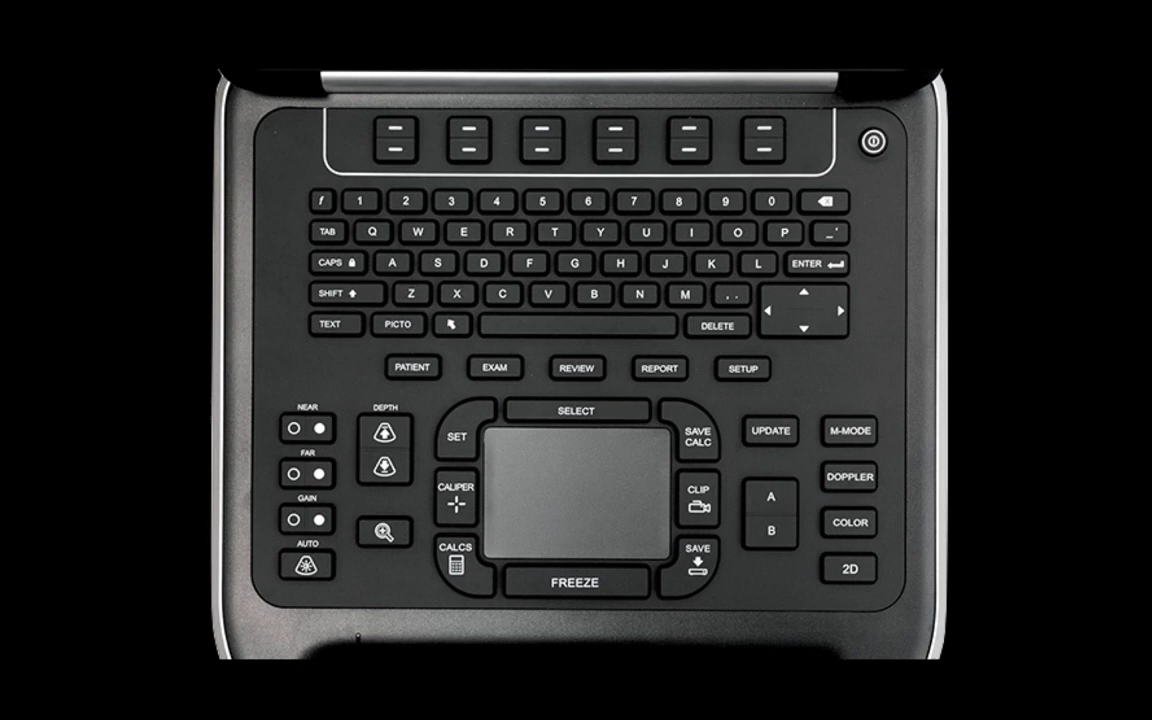 f 1 2 3 4 5 6 7 8 9 0
TAB Q W E R T Y U I O P _ '
CAPS A S D F G H J K L ENTER
SHIFT Z X C V B N M , .
TEXT PICTO DELETE
PATIENT EXAM REVIEW REPORT SETUP
NEAR DEPTH SELECT
SET SAVE CALC UPDATE M-MODE
FAR
CALIPER CLIP A DOPPLER
GAIN
B COLOR
AUTO CALCS SAVE
FREEZE 2D